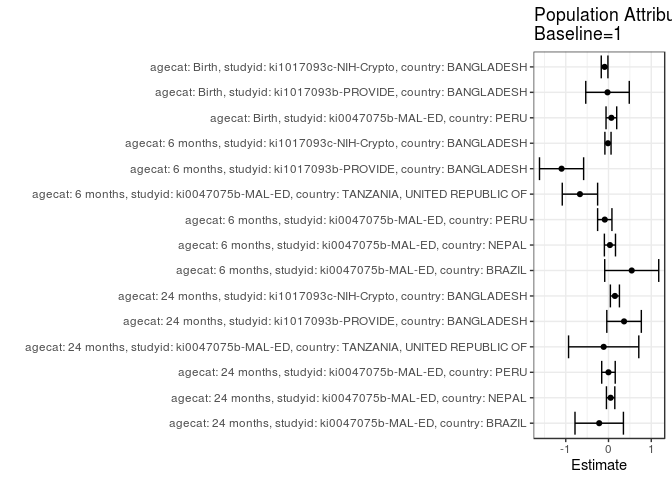 Population Attribu
Baseline=1
agecat: Birth, studyid: ki1017093c-NIH-Crypto, country: BANGLADESH
agecat: Birth, studyid: ki1017093b-PROVIDE, country: BANGLADESH
agecat: Birth, studyid: ki0047075b-MAL-ED, country: PERU
agecat: 6 months, studyid: ki1017093c-NIH-Crypto, country: BANGLADESH
agecat: 6 months, studyid: ki1017093b-PROVIDE, country: BANGLADESH
agecat: 6 months, studyid: ki0047075b-MAL-ED, country: TANZANIA, UNITED REPUBLIC OF
agecat: 6 months, studyid: ki0047075b-MAL-ED, country: PERU
agecat: 6 months, studyid: ki0047075b-MAL-ED, country: NEPAL
agecat: 6 months, studyid: ki0047075b-MAL-ED, country: BRAZIL
agecat: 24 months, studyid: ki1017093c-NIH-Crypto, country: BANGLADESH
agecat: 24 months, studyid: ki1017093b-PROVIDE, country: BANGLADESH
agecat: 24 months, studyid: ki0047075b-MAL-ED, country: TANZANIA, UNITED REPUBLIC OF
agecat: 24 months, studyid: ki0047075b-MAL-ED, country: PERU
agecat: 24 months, studyid: ki0047075b-MAL-ED, country: NEPAL
agecat: 24 months, studyid: ki0047075b-MAL-ED, country: BRAZIL
-1 0 1
Estimate